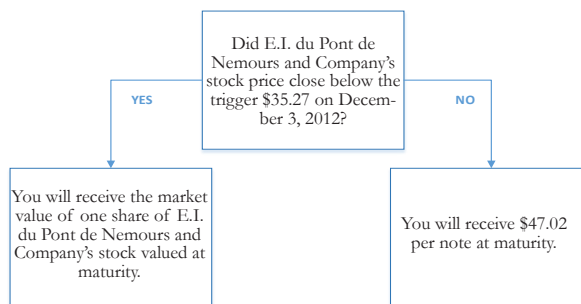 Did E.I. du Pont de
Nemours and Company's
stock price close below the
trigger $35.27 on Decem-
ber 3, 2012?
YES
NO
You will receive the market
value of one share of E.I.
du Pont de Nemours and
Company's stock valued at
maturity.
You will receive $47.02
per note at maturity.